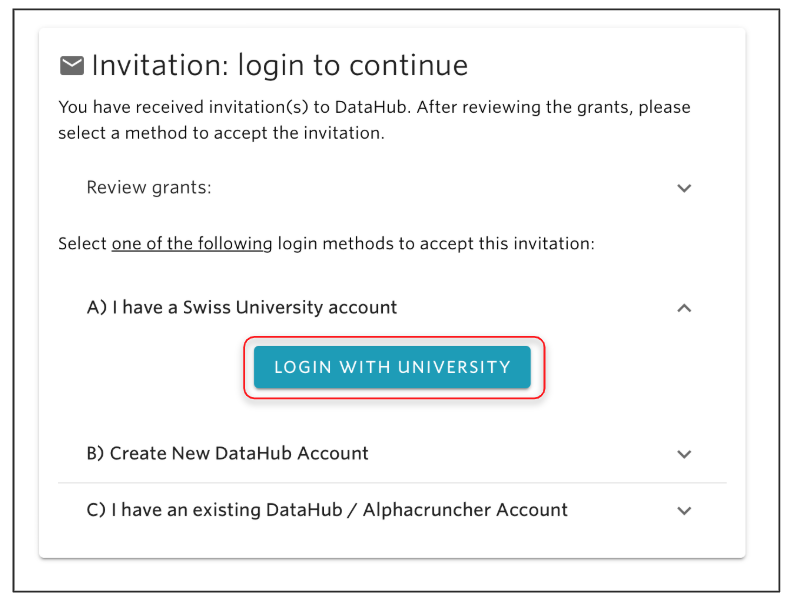 Invitation: login to continue
You have received invitation(s) to DataHub. After reviewing the grants, please
select a method to accept the invitation.
Review grants:
Select one of the following login methods to accept this invitation:
A) I have a Swiss University account
LOGIN WITH UNIVERSITY
B) Create New DataHub Account
C) I have an existing DataHub / Alphacruncher Account